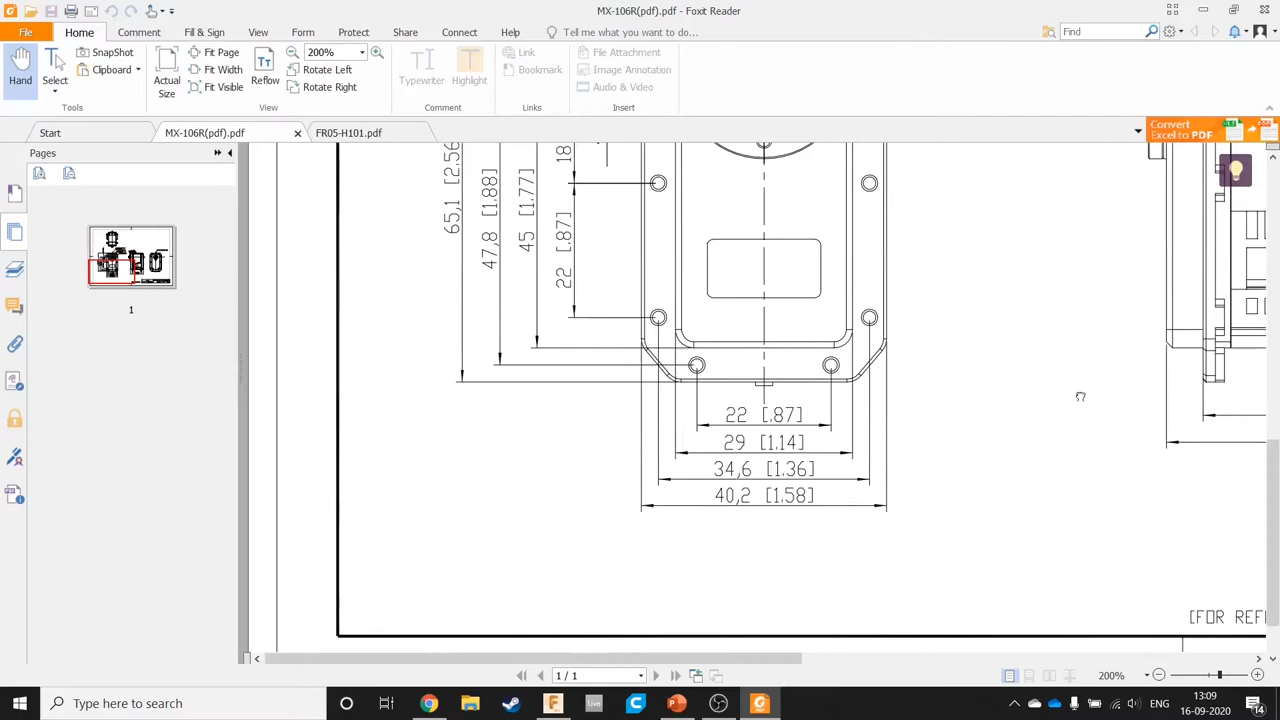 MX-106R(pdf).pdf - Foxit Reader
File Home Comment Fill & Sign View Form Protect Share Connect Help Tell me what you want to do... Find
Hand
Select
SnapShot
Clipboard
Tools
Actual Size
Fit Page
Fit Width
Fit Visible
Reflow
200%
Rotate Left
Rotate Right
View
Typewriter
Highlight
Comment
Link
Bookmark
Links
File Attachment
Image Annotation
Audio & Video
Insert
Start
MX-106R(pdf).pdf
FR05-H101.pdf
Convert
Excel to PDF
Pages
1
65,1 [2.56
47,8 [1.88]
45 [1.77]
18
22 [.87]
22 [.87]
29 [1.14]
34,6 [1.36]
40,2 [1.58]
[FOR REF
1 / 1
200%
Type here to search
Live
ENG
13:09
16-09-2020